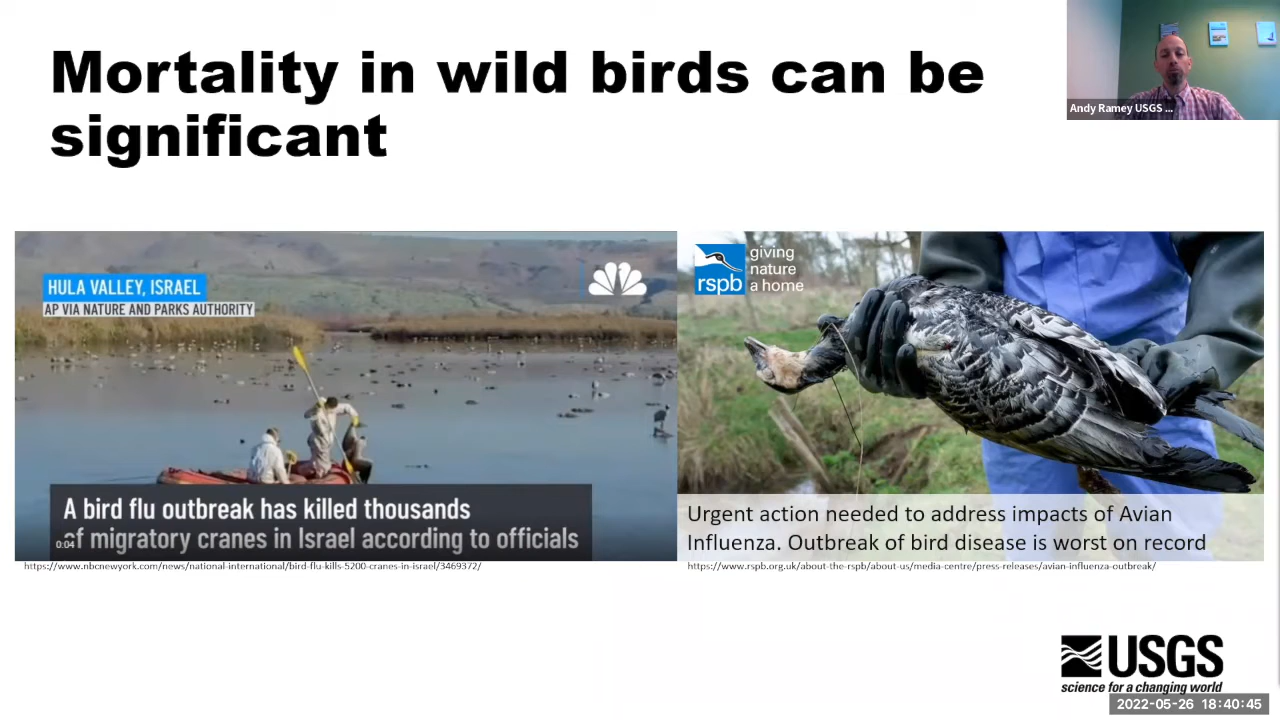 Mortality in wild birds can be
significant
Andy Ramey USGS ...
HULA VALLEY, ISRAEL
AP VIA NATURE AND PARKS AUTHORITY
A bird flu outbreak has killed thousands
of migratory cranes in Israel according to officials
0:04
https://www.nbcnewyork.com/news/national-international/bird-flu-kills-5200-cranes-in-israel/3469372/
rspb
giving
nature
a home
Urgent action needed to address impacts of Avian
Influenza. Outbreak of bird disease is worst on record
https://www.rspb.org.uk/about-the-rspb/about-us/media-centre/press-releases/avian-influenza-outbreak/
USGS
science for a changing world
2022-05-26 18:40:45